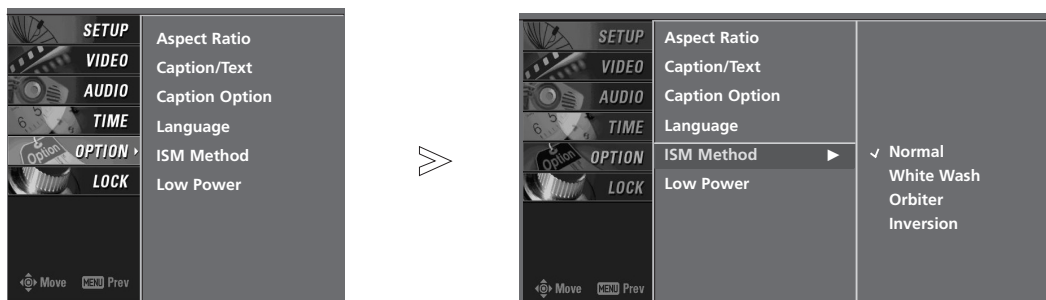 SETUP
VIDEO
AUDIO
TIME
OPTION
LOCK
Move MENU Prev
Aspect Ratio
Caption/Text
Caption Option
Language
ISM Method
Low Power
SETUP
VIDEO
AUDIO
TIME
OPTION
LOCK
Move MENU Prev
Aspect Ratio
Caption/Text
Caption Option
Language
ISM Method
Low Power
Normal
White Wash
Orbiter
Inversion